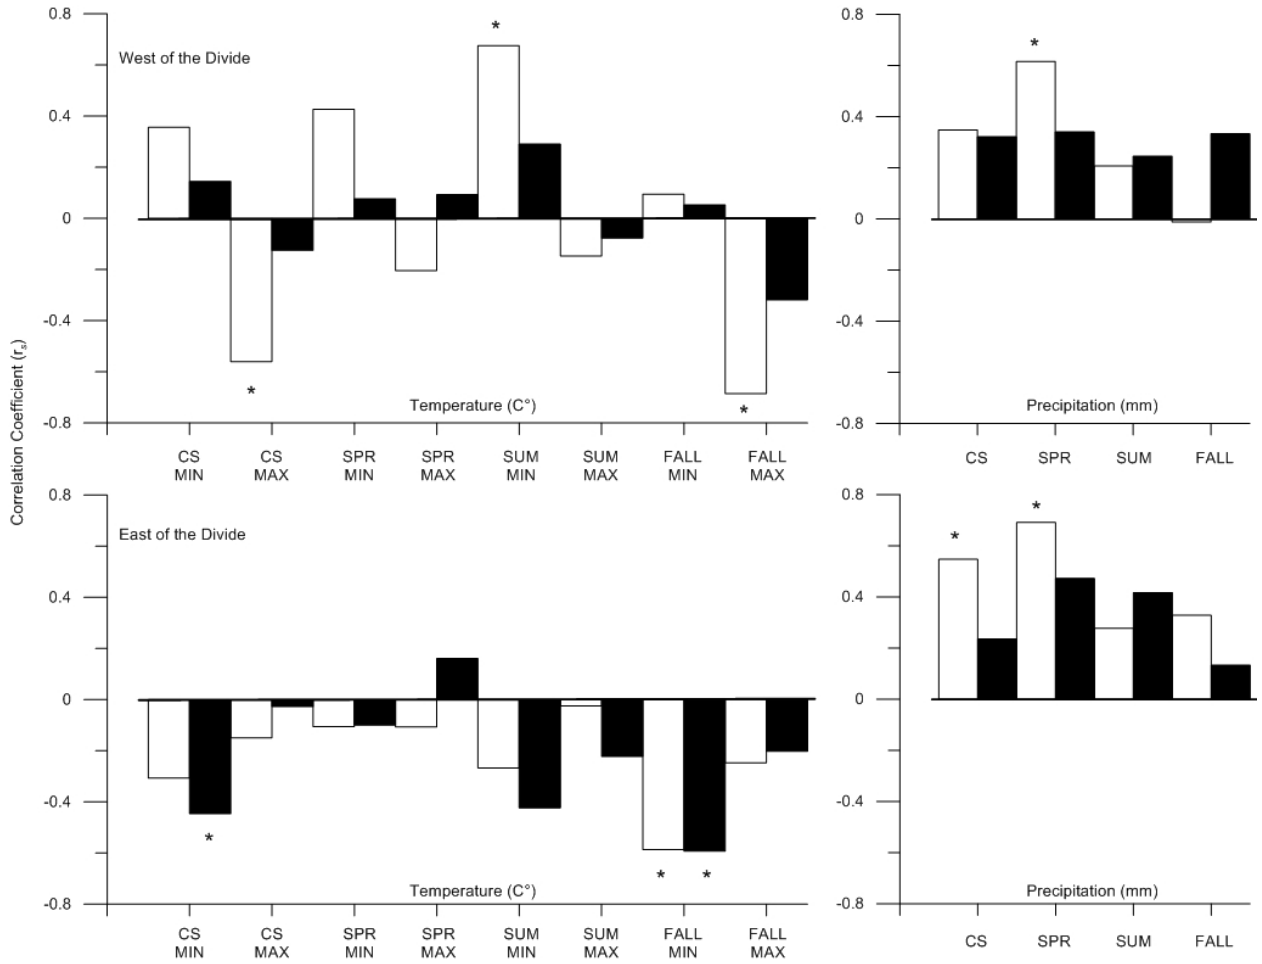 Correlation Coefficient (rₛ)
0.8
0.4
0
-0.4
-0.8
West of the Divide
*
*
*
Temperature (C°)
CS MIN
CS MAX
SPR MIN
SPR MAX
SUM MIN
SUM MAX
FALL MIN
FALL MAX
0.8
0.4
0
-0.4
-0.8
*
Precipitation (mm)
CS
SPR
SUM
FALL
0.8
0.4
0
-0.4
-0.8
East of the Divide
*
*
*
Temperature (C°)
CS MIN
CS MAX
SPR MIN
SPR MAX
SUM MIN
SUM MAX
FALL MIN
FALL MAX
0.8
0.4
0
-0.4
-0.8
*
*
Precipitation (mm)
CS
SPR
SUM
FALL